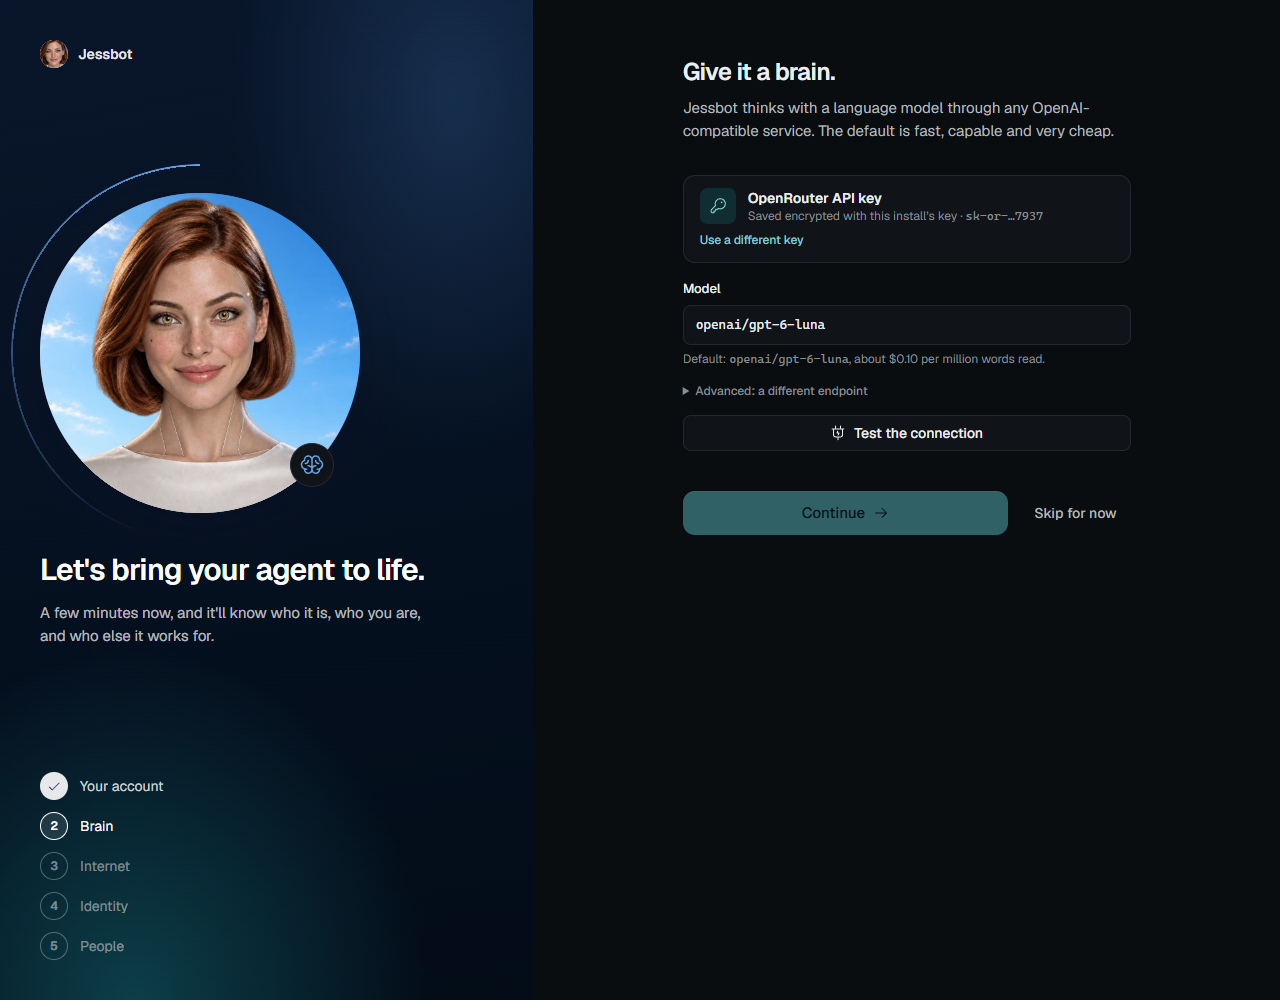 Jessbot
Let's bring your agent to life.
A few minutes now, and it'll know who it is, who you are,
and who else it works for.
Your account
2 Brain
3 Internet
4 Identity
5 People
Give it a brain.
Jessbot thinks with a language model through any OpenAI-
compatible service. The default is fast, capable and very cheap.
OpenRouter API key
Saved encrypted with this install's key · sk-or-…7937
Use a different key
Model
openai/gpt-6-luna
Default: openai/gpt-6-luna, about $0.10 per million words read.
Advanced: a different endpoint
Test the connection
Continue
Skip for now